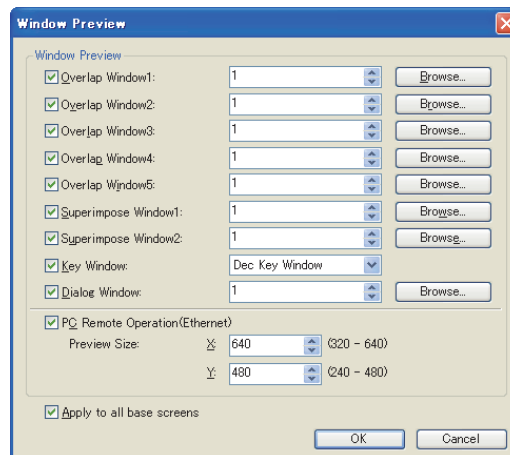 Window Preview
Window Preview
Overlap Window1: 1 Browse...
Overlap Window2: 1 Browse...
Overlap Window3: 1 Browse...
Overlap Window4: 1 Browse...
Overlap Window5: 1 Browse...
Superimpose Window1: 1 Browse...
Superimpose Window2: 1 Browse...
Key Window: Dec Key Window
Dialog Window: 1 Browse...
PC Remote Operation(Ethernet)
Preview Size: X: 640 (320 - 640)
Y: 480 (240 - 480)
Apply to all base screens
OK Cancel